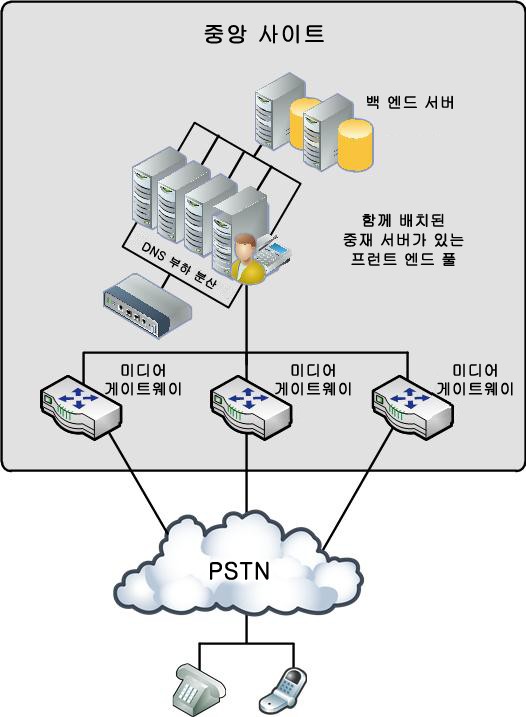 중앙 사이트
백 엔드 서버
함께 배치된
중재 서버가 있는
프런트 엔드 풀
DNS 부하 분산
미디어
게이트웨이
미디어
게이트웨이
미디어
게이트웨이
PSTN